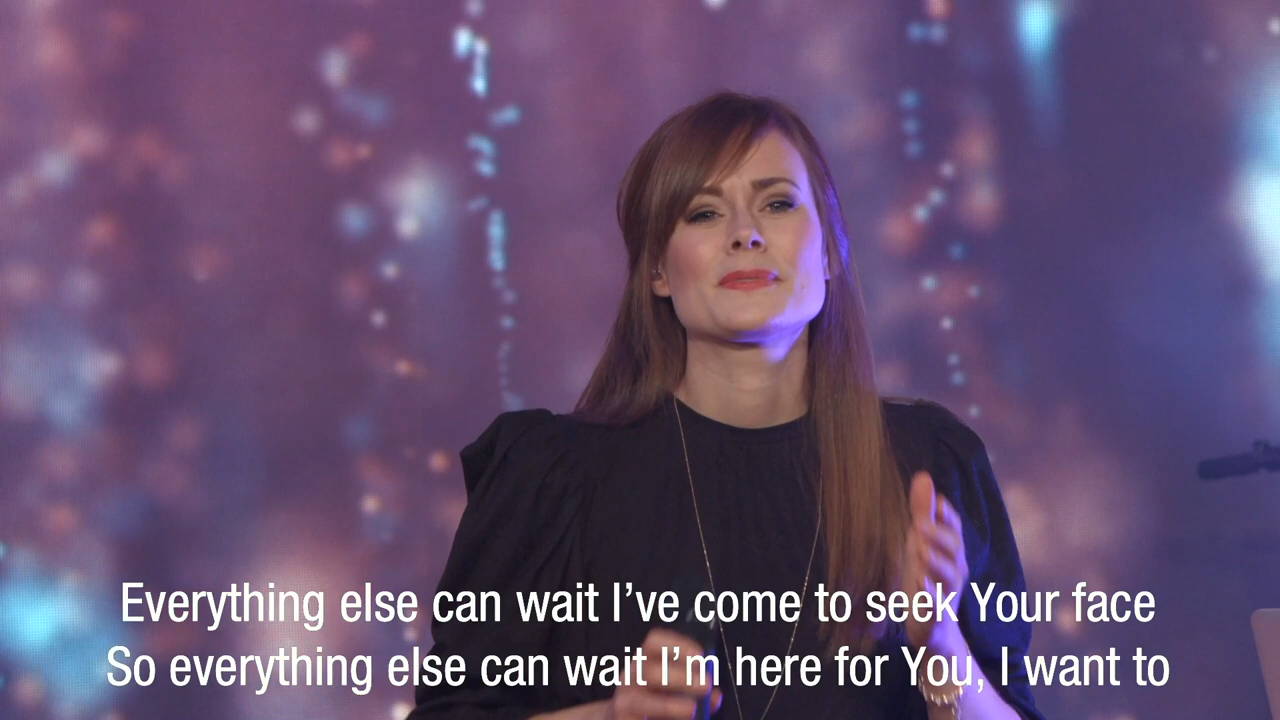 Everything else can wait I've come to seek Your face
So everything else can wait I'm here for You, I want to